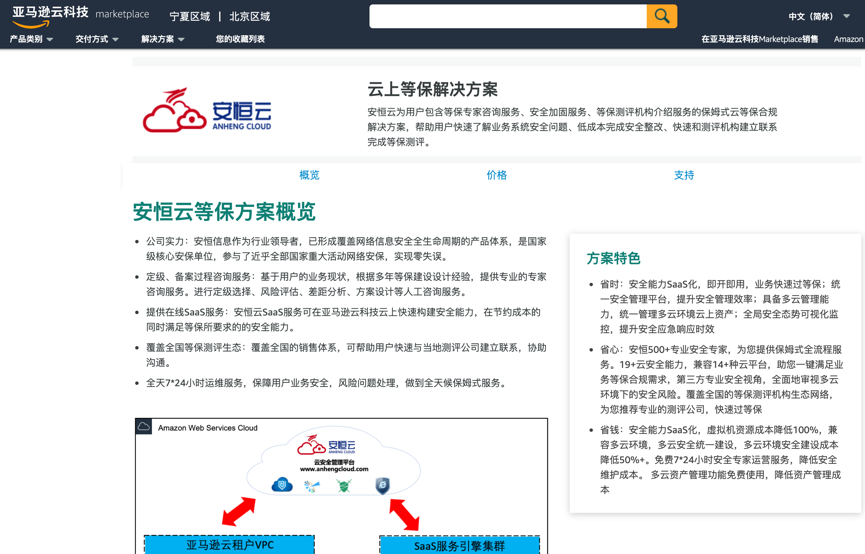 亚马逊云科技 marketplace 宁夏区域 | 北京区域 中文（简体）
产品类别 交付方式 解决方案 您的收藏列表 在亚马逊云科技Marketplace销售 Amazon
安恒云
ANHENG CLOUD
云上等保解决方案
安恒云为用户包含等保专家咨询服务、安全加固服务、等保测评机构介绍服务的保姆式云等保合规
解决方案，帮助用户快速了解业务系统安全问题、低成本完成安全整改、快速和测评机构建立联系
完成等保测评。
概览 价格 支持
安恒云等保方案概览
公司实力：安恒信息作为行业领导者，已形成覆盖网络信息安全全生命周期的产品体系，是国家
级核心安保单位，参与了近乎全部国家重大活动网络安保，实现零失误。
定级、备案过程咨询服务：基于用户的业务现状，根据多年等保建设设计经验，提供专业的专家
咨询服务。进行定级选择、风险评估、差距分析、方案设计等人工咨询服务。
提供在线SaaS服务：安恒云SaaS服务可在亚马逊云科技云上快速构建安全能力，在节约成本的
同时满足等保所要求的的安全能力。
覆盖全国等保测评生态：覆盖全国的销售体系，可帮助用户快速与当地测评公司建立联系，协助
沟通。
全天7*24小时运维服务，保障用户业务安全，风险问题处理，做到全天候保姆式服务。
方案特色
省时：安全能力SaaS化，即开即用，业务快速过等保；统
一安全管理平台，提升安全管理效率；具备多云管理能
力，统一管理多云环境云上资产；全局安全态势可视化监
控，提升安全应急响应时效
省心：安恒500+专业安全专家，为您提供保姆式全流程服
务。19+云安全能力，兼容14+种云平台，助您一键满足业
务等保合规需求，第三方专业安全视角，全面地审视多云
环境下的安全风险。覆盖全国的等保测评机构生态网络，
为您推荐专业的测评公司，快速过等保
省钱：安全能力SaaS化，虚拟机资源成本降低100%，兼
容多云环境，多云安全统一建设，多云环境安全建设成本
降低50%+。免费7*24小时安全专家运营服务，降低安全
维护成本。 多云资产管理功能免费使用，降低资产管理成
本
Amazon Web Services Cloud
安恒云
ANHENG CLOUD
云安全管理平台
www.anhengcloud.com
亚马逊云租户VPC SaaS服务引擎集群